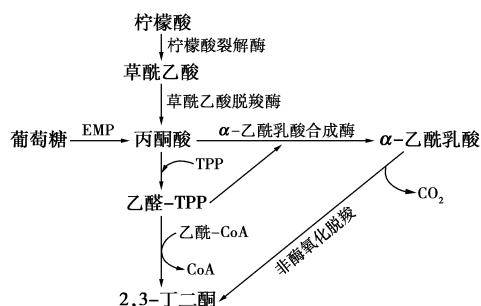 柠檬酸
柠檬酸裂解酶
草酰乙酸
草酰乙酸脱羧酶
葡萄糖 EMP 丙酮酸 α-乙酰乳酸合成酶 α-乙酰乳酸
TPP
CO₂
乙醛-TPP
乙酰-CoA
非酶氧化脱羧
CoA
2,3-丁二酮